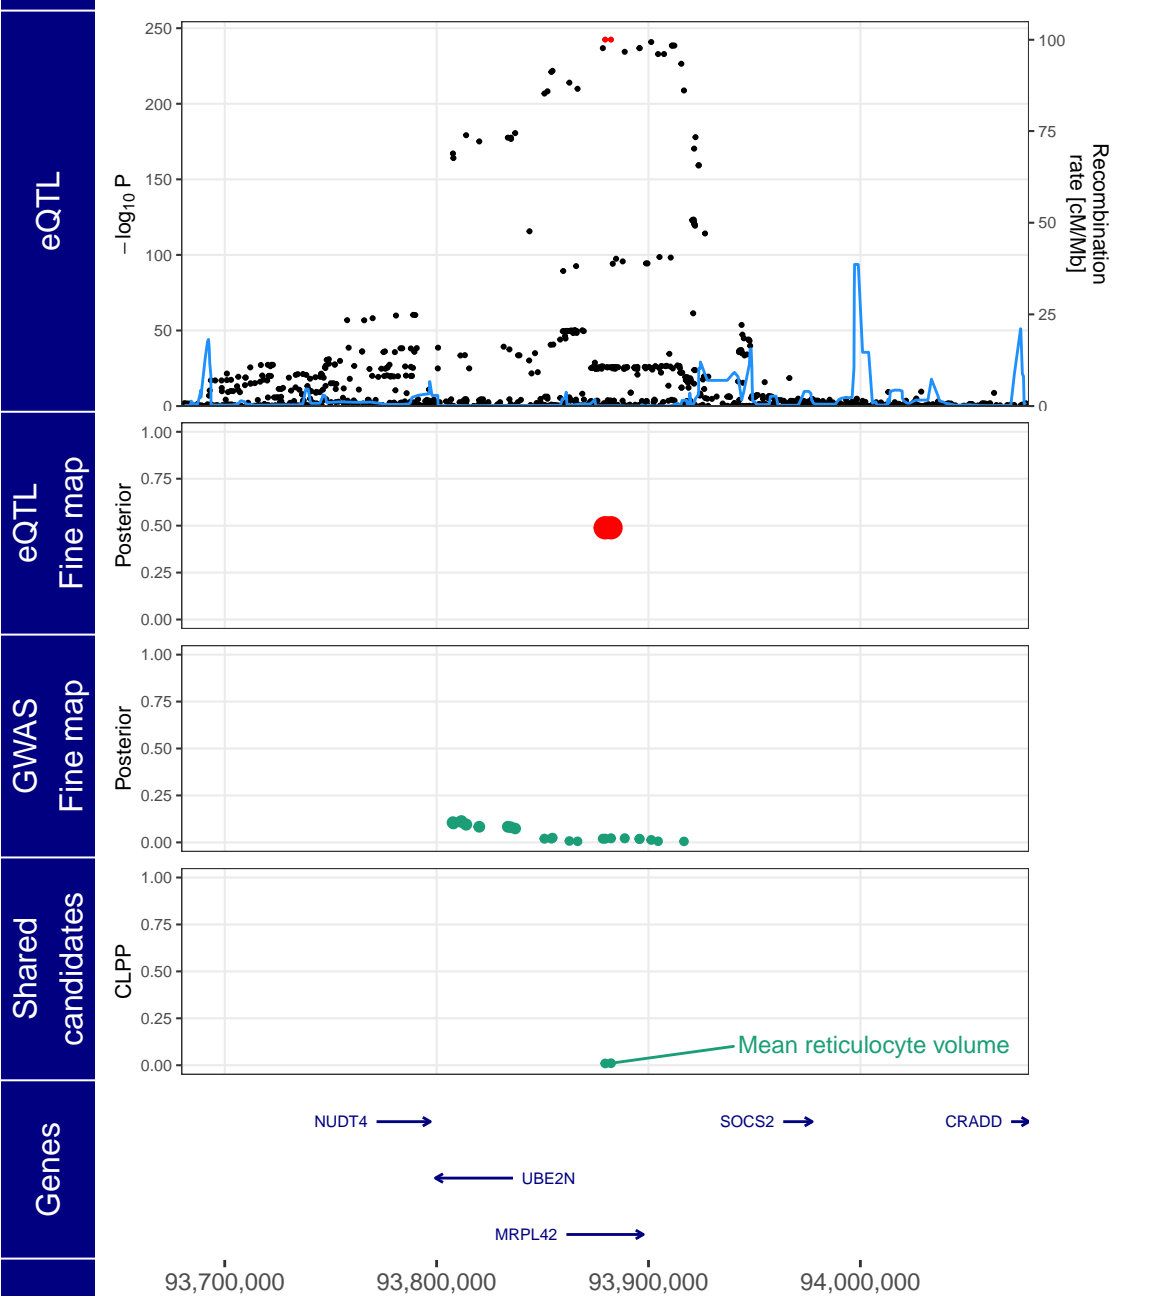 eQTL
−log10 P
250
200
150
100
50
0
100
75
50
25
0
Recombination
rate [cM/Mb]
eQTL
Fine map
Posterior
1.00
0.75
0.50
0.25
0.00
GWAS
Fine map
Posterior
1.00
0.75
0.50
0.25
0.00
Shared
candidates
CLPP
1.00
0.75
0.50
0.25
0.00
Mean reticulocyte volume
Genes
NUDT4
SOCS2
CRADD
UBE2N
MRPL42
93,700,000
93,800,000
93,900,000
94,000,000